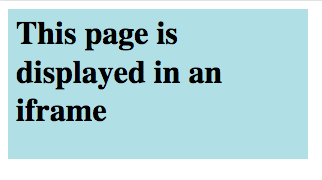 This page is
displayed in an
iframe